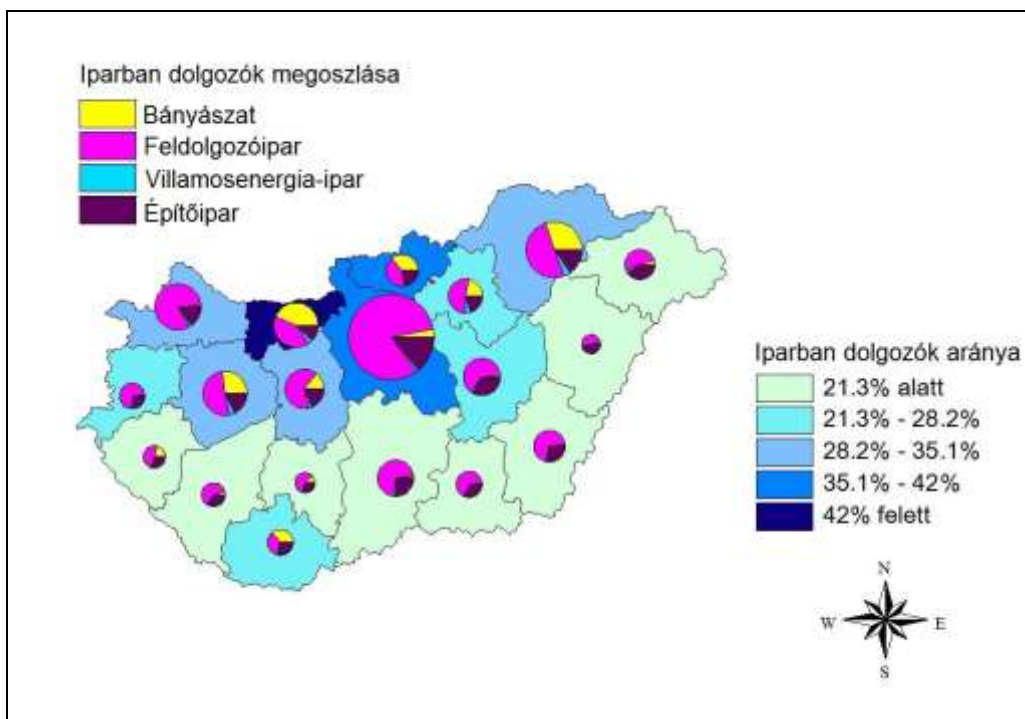 Iparban dolgozók megoszlása
Bányászat
Feldolgozóipar
Villamosenergia-ipar
Építőipar
Iparban dolgozók aránya
21.3% alatt
21.3% - 28.2%
28.2% - 35.1%
35.1% - 42%
42% felett
N
W E
S